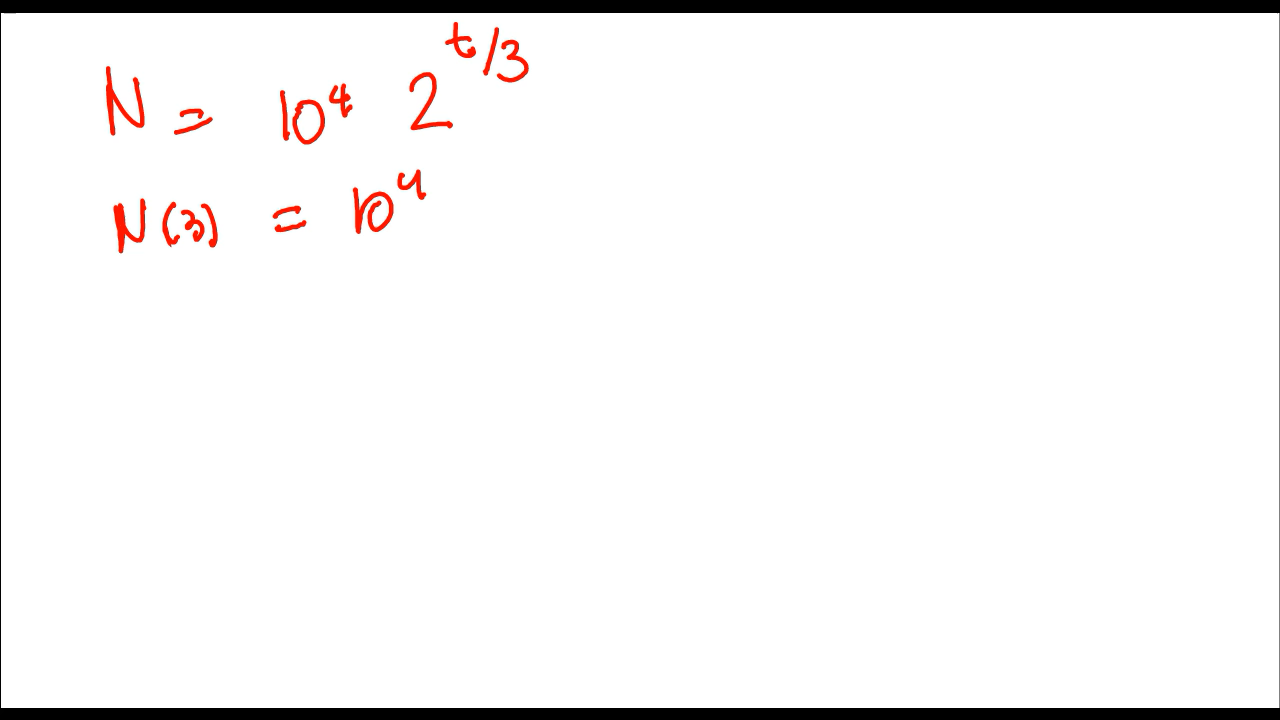 N = 10⁴ 2^{t/3}
N(3) = 10⁴